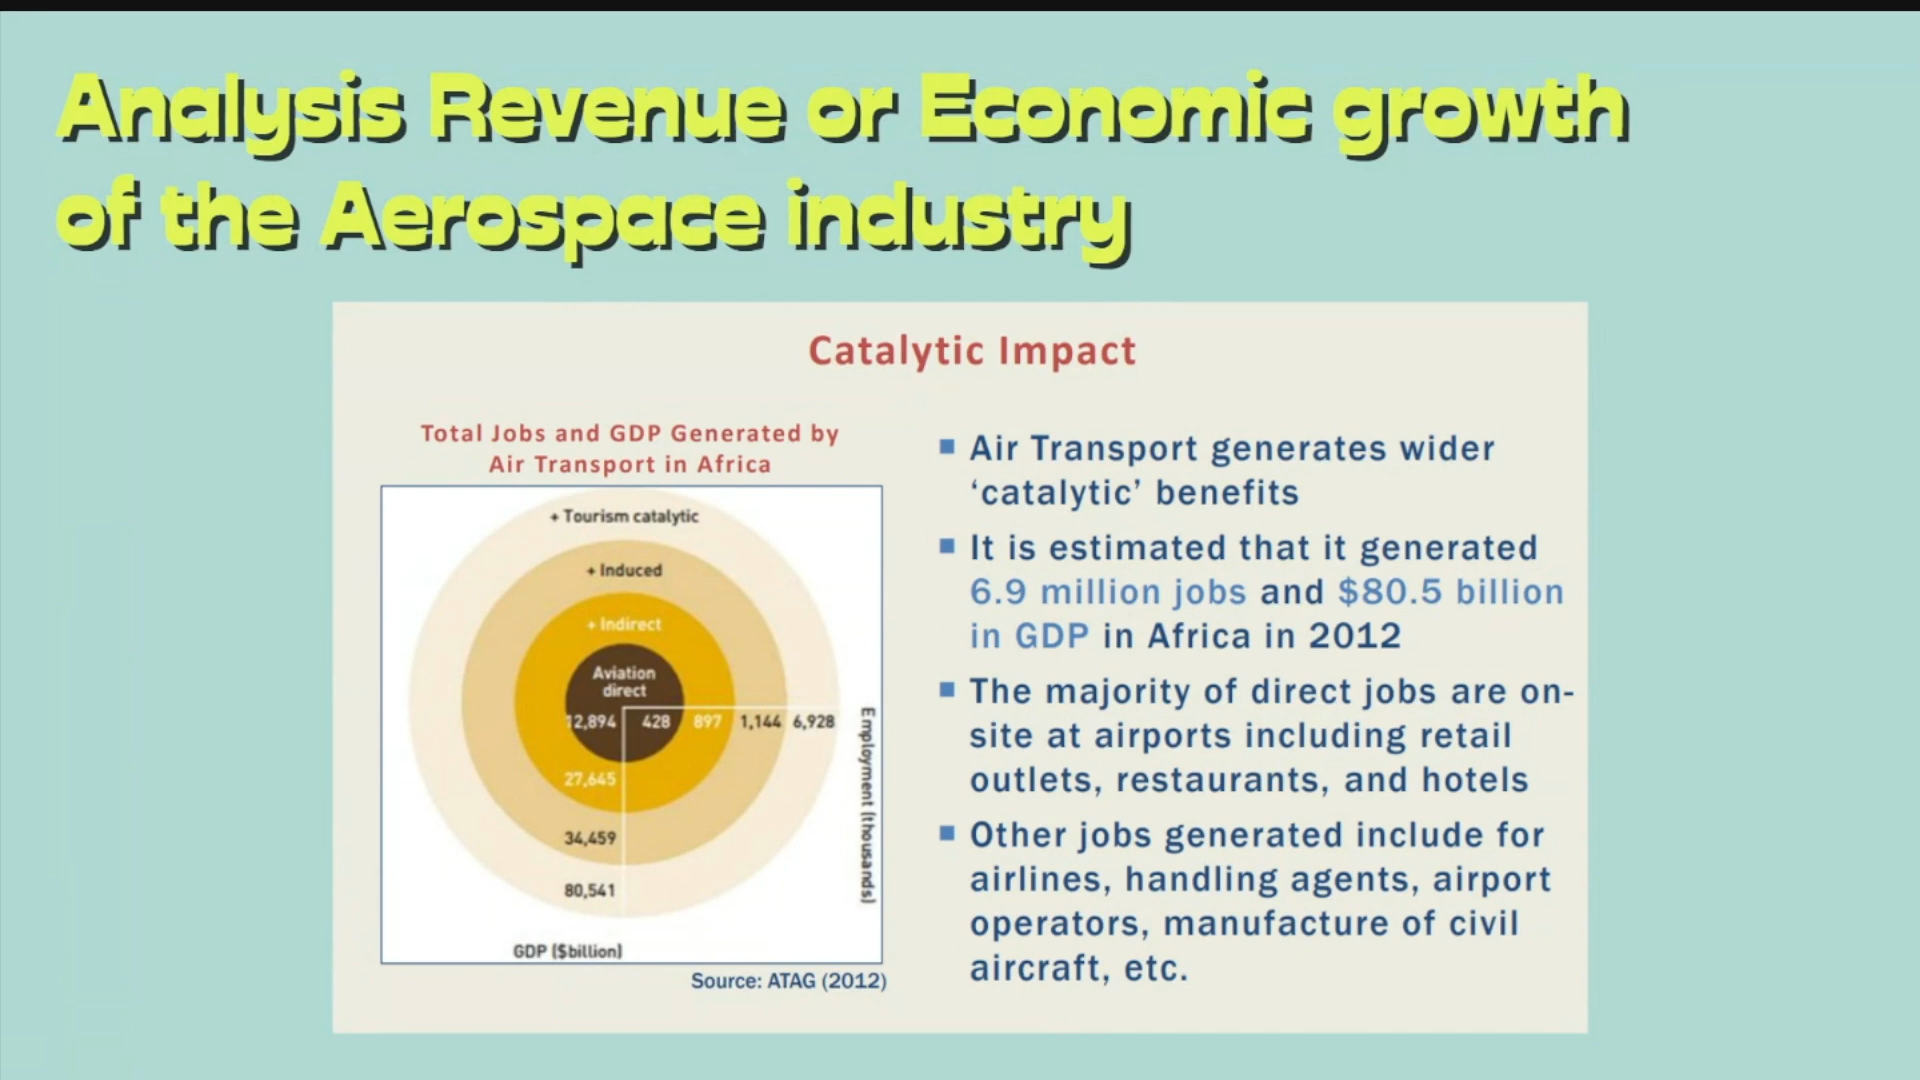 Analysis Revenue or Economic growth
of the Aerospace industry
Catalytic Impact
Total Jobs and GDP Generated by
Air Transport in Africa
+ Tourism catalytic
+ Induced
+ Indirect
Aviation
direct
12,894 428 897 1,144 6,928
27,645
34,459
80,541
Employment (thousands)
GDP ($billion)
Source: ATAG (2012)
Air Transport generates wider
‘catalytic’ benefits
It is estimated that it generated
6.9 million jobs and $80.5 billion
in GDP in Africa in 2012
The majority of direct jobs are on-
site at airports including retail
outlets, restaurants, and hotels
Other jobs generated include for
airlines, handling agents, airport
operators, manufacture of civil
aircraft, etc.